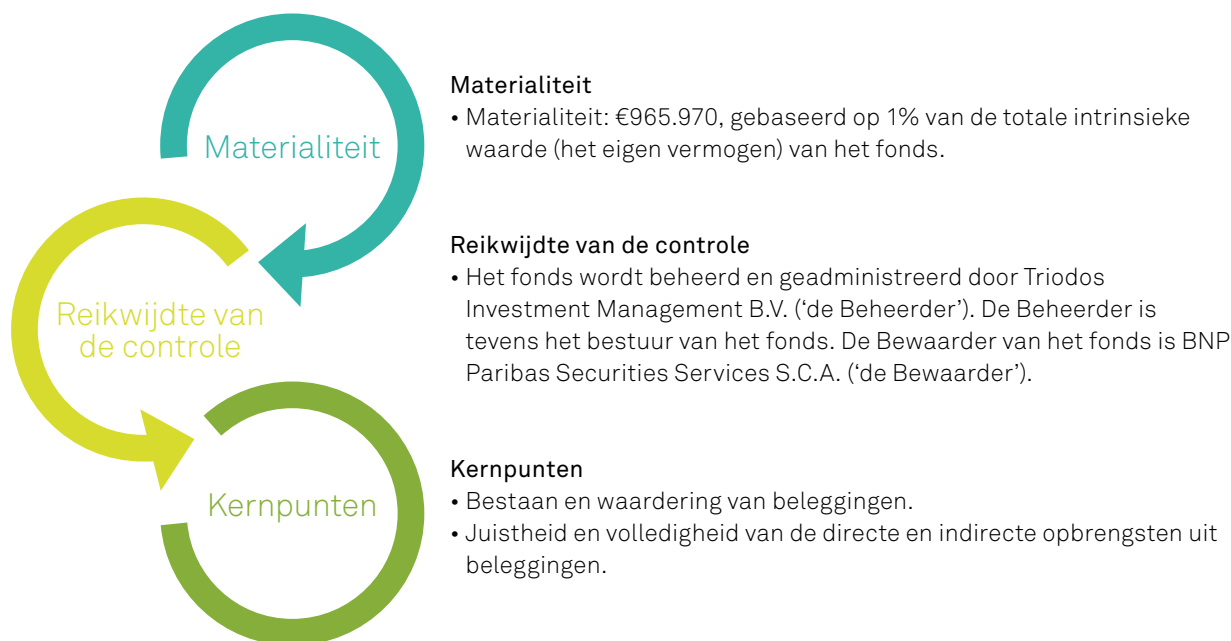 Materialiteit
Materialiteit
• Materialiteit: €965.970, gebaseerd op 1% van de totale intrinsieke
waarde (het eigen vermogen) van het fonds.
Reikwijdte van
de controle
Reikwijdte van de controle
• Het fonds wordt beheerd en geadministreerd door Triodos
Investment Management B.V. (‘de Beheerder’). De Beheerder is
tevens het bestuur van het fonds. De Bewaarder van het fonds is BNP
Paribas Securities Services S.C.A. (‘de Bewaarder’).
Kernpunten
Kernpunten
• Bestaan en waardering van beleggingen.
• Juistheid en volledigheid van de directe en indirecte opbrengsten uit
beleggingen.